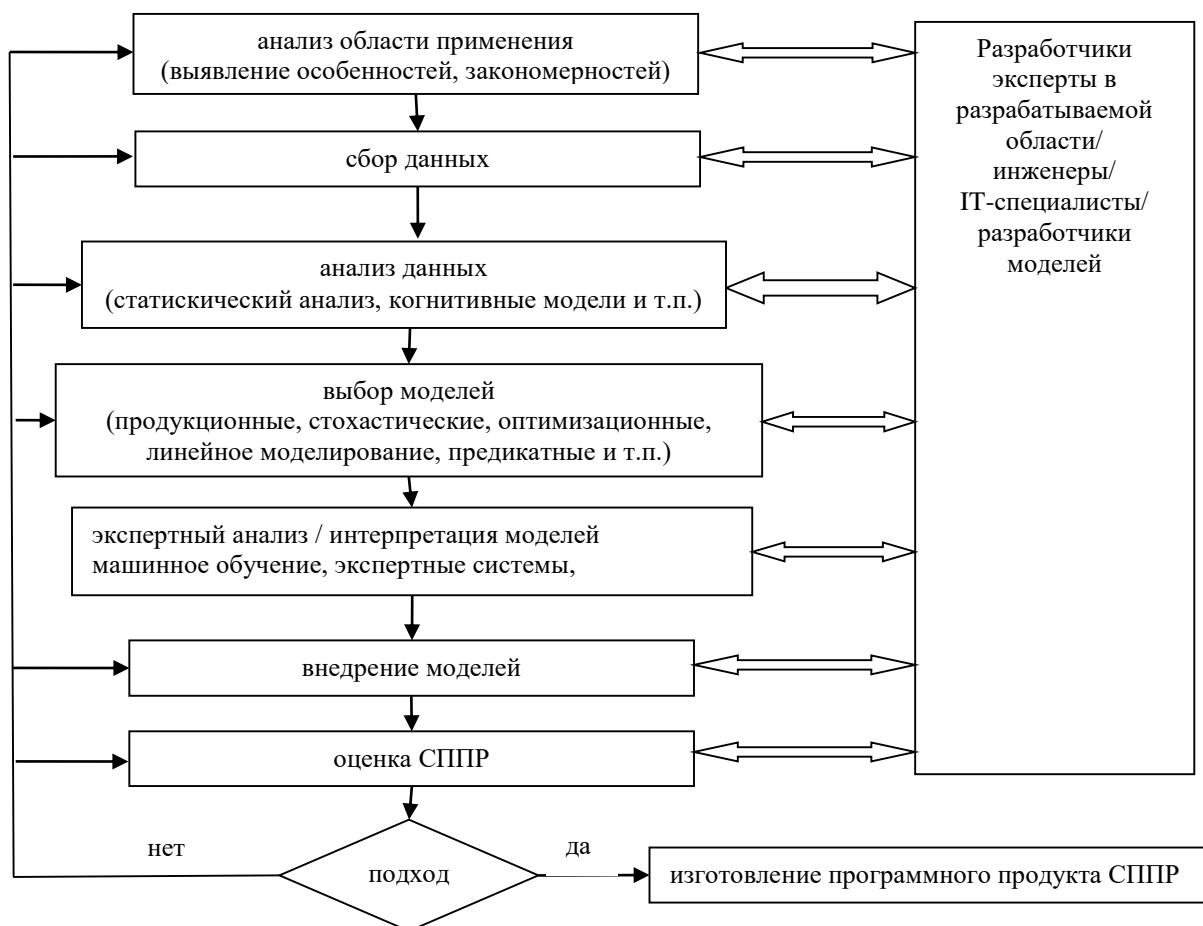 анализ области применения
(выявление особенностей, закономерностей)
сбор данных
анализ данных
(статискический анализ, когнитивные модели и т.п.)
выбор моделей
(продукционные, стохастические, оптимизационные,
линейное моделирование, предикатные и т.п.)
экспертный анализ / интерпретация моделей
машинное обучение, экспертные системы,
внедрение моделей
оценка СППР
нет
подход
да
изготовление программного продукта СППР
Разработчики
эксперты в
разрабатываемой
области/
инженеры/
IT-специалисты/
разработчики
моделей